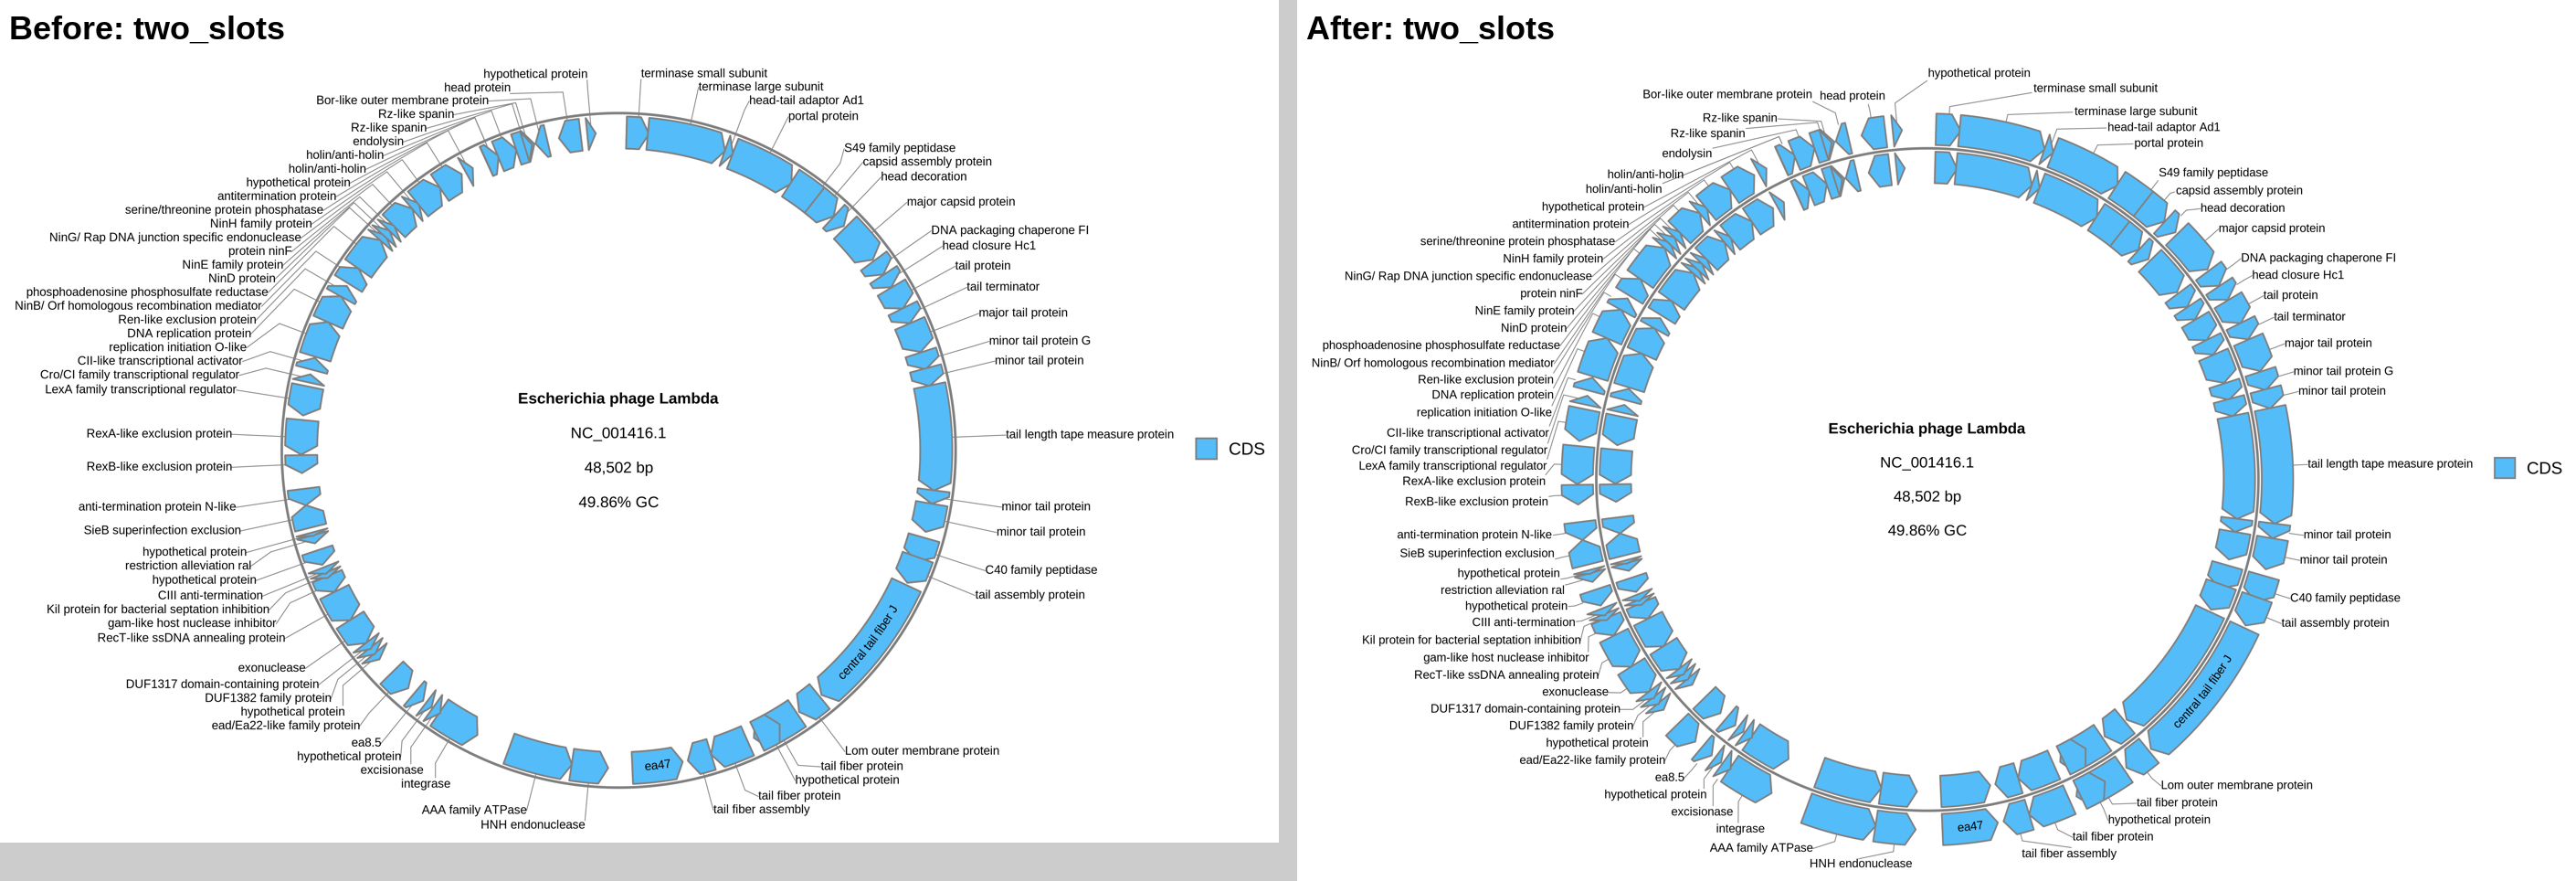 Before: two_slots
hypothetical protein
head protein
Bor-like outer membrane protein
Rz-like spanin
Rz-like spanin
endolysin
holin/anti-holin
holin/anti-holin
hypothetical protein
antitermination protein
serine/threonine protein phosphatase
NinH family protein
NinG/ Rap DNA junction specific endonuclease
protein ninF
NinE family protein
NinD protein
phosphoadenosine phosphosulfate reductase
NinB/ Orf homologous recombination mediator
Ren-like exclusion protein
DNA replication protein
replication initiation O-like
CII-like transcriptional activator
Cro/CI family transcriptional regulator
LexA family transcriptional regulator
RexA-like exclusion protein
RexB-like exclusion protein
anti-termination protein N-like
SieB superinfection exclusion
hypothetical protein
restriction alleviation ral
hypothetical protein
CIII anti-termination
Kil protein for bacterial septation inhibition
gam-like host nuclease inhibitor
RecT-like ssDNA annealing protein
exonuclease
DUF1317 domain-containing protein
DUF1382 family protein
hypothetical protein
ead/Ea22-like family protein
ea8.5
hypothetical protein
excisionase
integrase
AAA family ATPase
HNH endonuclease
terminase small subunit
terminase large subunit
head-tail adaptor Ad1
portal protein
S49 family peptidase
capsid assembly protein
head decoration
major capsid protein
DNA packaging chaperone FI
head closure Hc1
tail protein
tail terminator
major tail protein
minor tail protein G
minor tail protein
tail length tape measure protein
minor tail protein
minor tail protein
C40 family peptidase
tail assembly protein
central tail fiber J
Lom outer membrane protein
tail fiber protein
hypothetical protein
tail fiber protein
tail fiber assembly
ea47
Escherichia phage Lambda
NC_001416.1
48,502 bp
49.86% GC
CDS
After: two_slots
hypothetical protein
head protein
Bor-like outer membrane protein
Rz-like spanin
Rz-like spanin
endolysin
holin/anti-holin
holin/anti-holin
hypothetical protein
antitermination protein
serine/threonine protein phosphatase
NinH family protein
NinG/ Rap DNA junction specific endonuclease
protein ninF
NinE family protein
NinD protein
phosphoadenosine phosphosulfate reductase
NinB/ Orf homologous recombination mediator
Ren-like exclusion protein
DNA replication protein
replication initiation O-like
CII-like transcriptional activator
Cro/CI family transcriptional regulator
LexA family transcriptional regulator
RexA-like exclusion protein
RexB-like exclusion protein
anti-termination protein N-like
SieB superinfection exclusion
hypothetical protein
restriction alleviation ral
hypothetical protein
CIII anti-termination
Kil protein for bacterial septation inhibition
gam-like host nuclease inhibitor
RecT-like ssDNA annealing protein
exonuclease
DUF1317 domain-containing protein
DUF1382 family protein
hypothetical protein
ead/Ea22-like family protein
ea8.5
hypothetical protein
excisionase
integrase
AAA family ATPase
HNH endonuclease
terminase small subunit
terminase large subunit
head-tail adaptor Ad1
portal protein
S49 family peptidase
capsid assembly protein
head decoration
major capsid protein
DNA packaging chaperone FI
head closure Hc1
tail protein
tail terminator
major tail protein
minor tail protein G
minor tail protein
tail length tape measure protein
minor tail protein
minor tail protein
C40 family peptidase
tail assembly protein
central tail fiber J
Lom outer membrane protein
tail fiber protein
hypothetical protein
tail fiber protein
tail fiber assembly
ea47
Escherichia phage Lambda
NC_001416.1
48,502 bp
49.86% GC
CDS